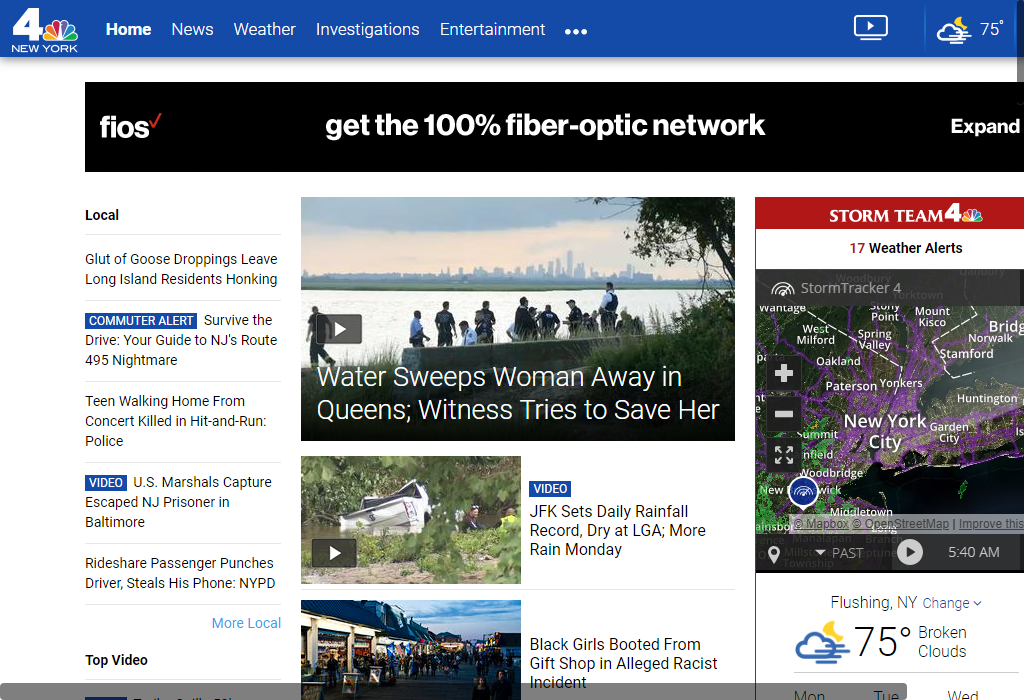 4
NEW YORK
Home News Weather Investigations Entertainment
75°
fios
get the 100% fiber-optic network
Expand
Local
Glut of Goose Droppings Leave
Long Island Residents Honking
COMMUTER ALERT Survive the
Drive: Your Guide to NJ's Route
495 Nightmare
Teen Walking Home From
Concert Killed in Hit-and-Run:
Police
VIDEO U.S. Marshals Capture
Escaped NJ Prisoner in
Baltimore
Rideshare Passenger Punches
Driver, Steals His Phone: NYPD
More Local
Top Video
Water Sweeps Woman Away in
Queens; Witness Tries to Save Her
VIDEO
JFK Sets Daily Rainfall
Record, Dry at LGA; More
Rain Monday
Black Girls Booted From
Gift Shop in Alleged Racist
Incident
STORM TEAM 4
17 Weather Alerts
StormTracker 4
Woodbury
Danbury
Yorktown
Wantage
Stony
Point
Mount
Kisco
West
Milford
Spring
Valley
Norwalk
Stamford
Oakland
Paterson
Yonkers
Huntington
New York
City
Garden
City
Summit
Woodbridge
New
wick
Middletown
© Mapbox © OpenStreetMap | Improve this
Manalapan
Township
PAST
5:40 AM
Flushing, NY Change
75° Broken
Clouds
Mon Tue Wed